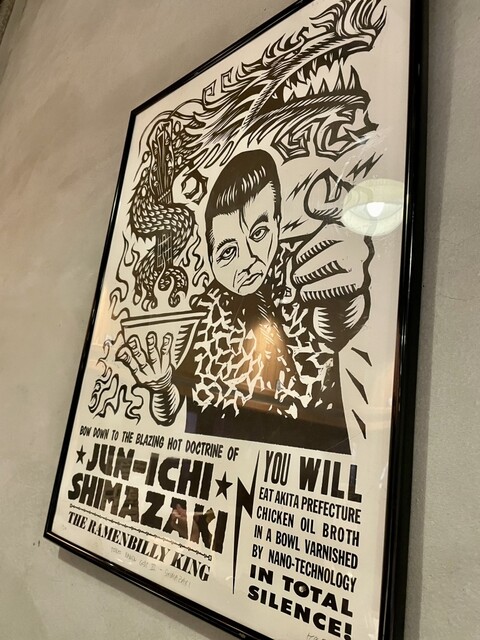 BOW DOWN TO THE BLAZING HOT DOCTRINE OF
JUN-ICHI
SHIMAZAKI
THE RAMENBILLY KING
YOU WILL
EAT AKITA PREFECTURE
CHICKEN OIL BROTH
IN A BOWL VARNISHED
BY NANO-TECHNOLOGY
IN TOTAL
SILENCE!